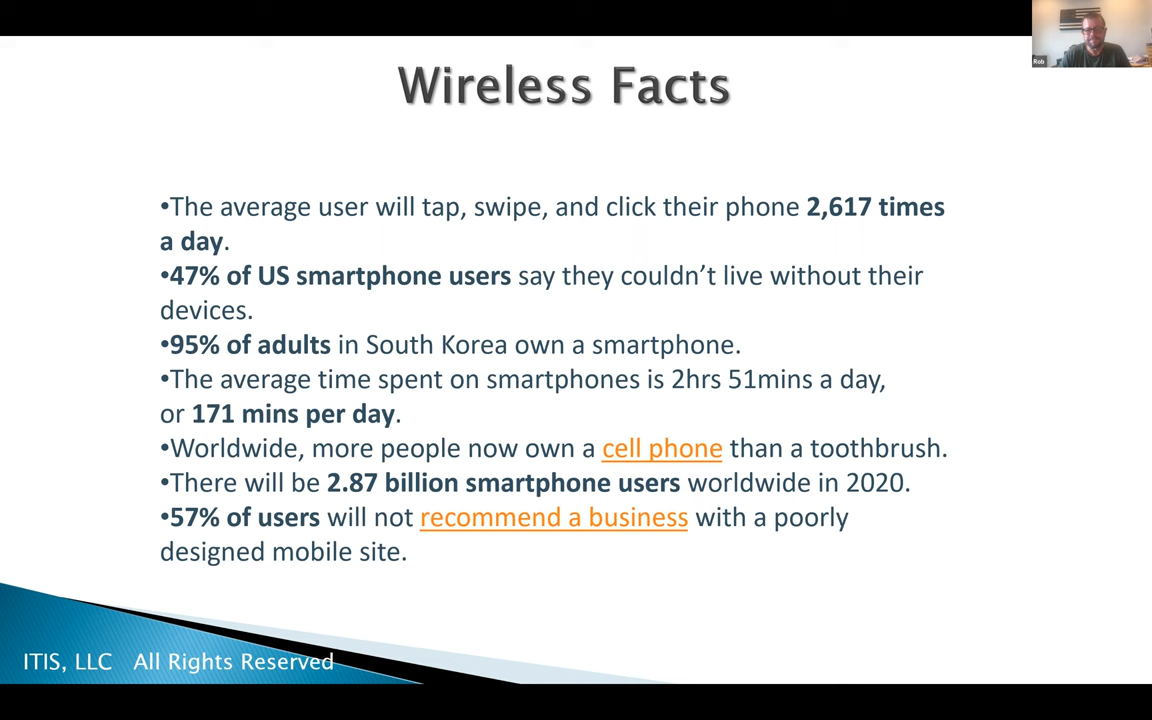 Rob
Wireless Facts
•The average user will tap, swipe, and click their phone 2,617 times
a day.
•47% of US smartphone users say they couldn’t live without their
devices.
•95% of adults in South Korea own a smartphone.
•The average time spent on smartphones is 2hrs 51mins a day,
or 171 mins per day.
•Worldwide, more people now own a cell phone than a toothbrush.
•There will be 2.87 billion smartphone users worldwide in 2020.
•57% of users will not recommend a business with a poorly
designed mobile site.
ITIS, LLC   All Rights Reserved